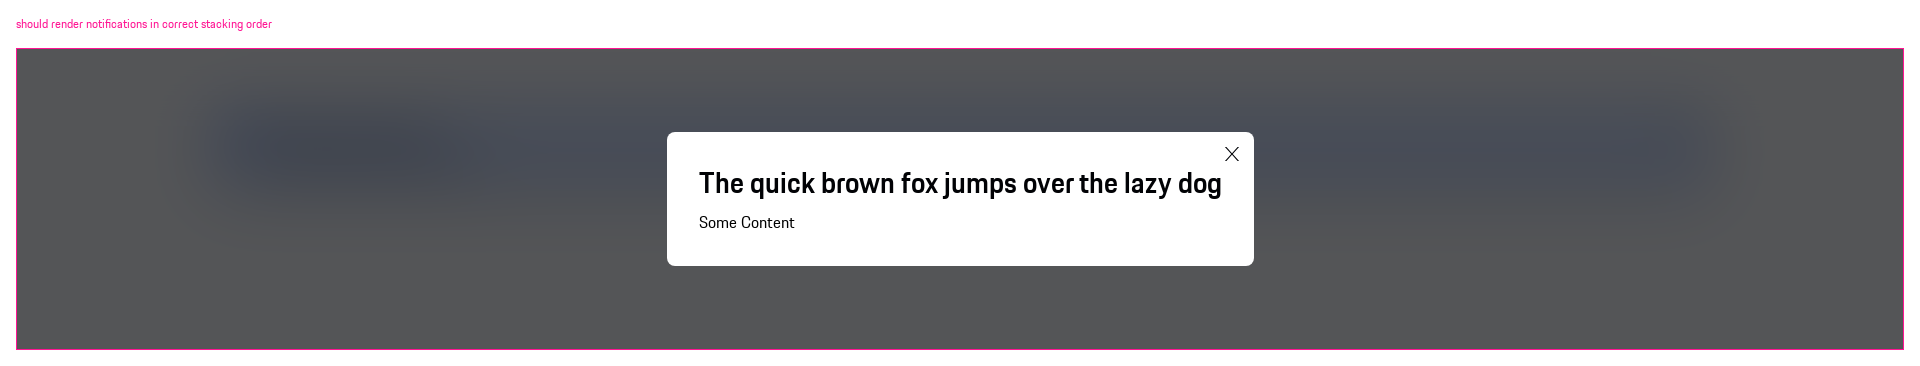 should render notifications in correct stacking order
The quick brown fox jumps over the lazy dog
Some Content